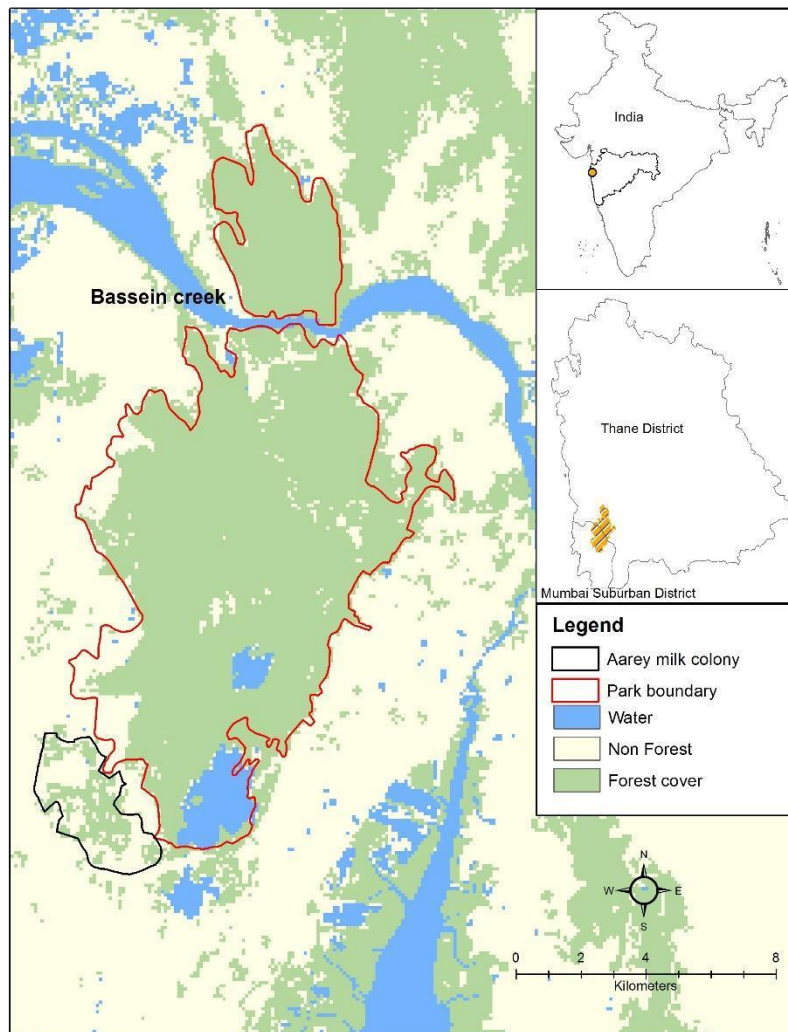 India
Bassein creek
Thane District
Mumbai Suburban District
Legend
Aarey milk colony
Park boundary
Water
Non Forest
Forest cover
N
W E
S
0 2 4 8
Kilometers